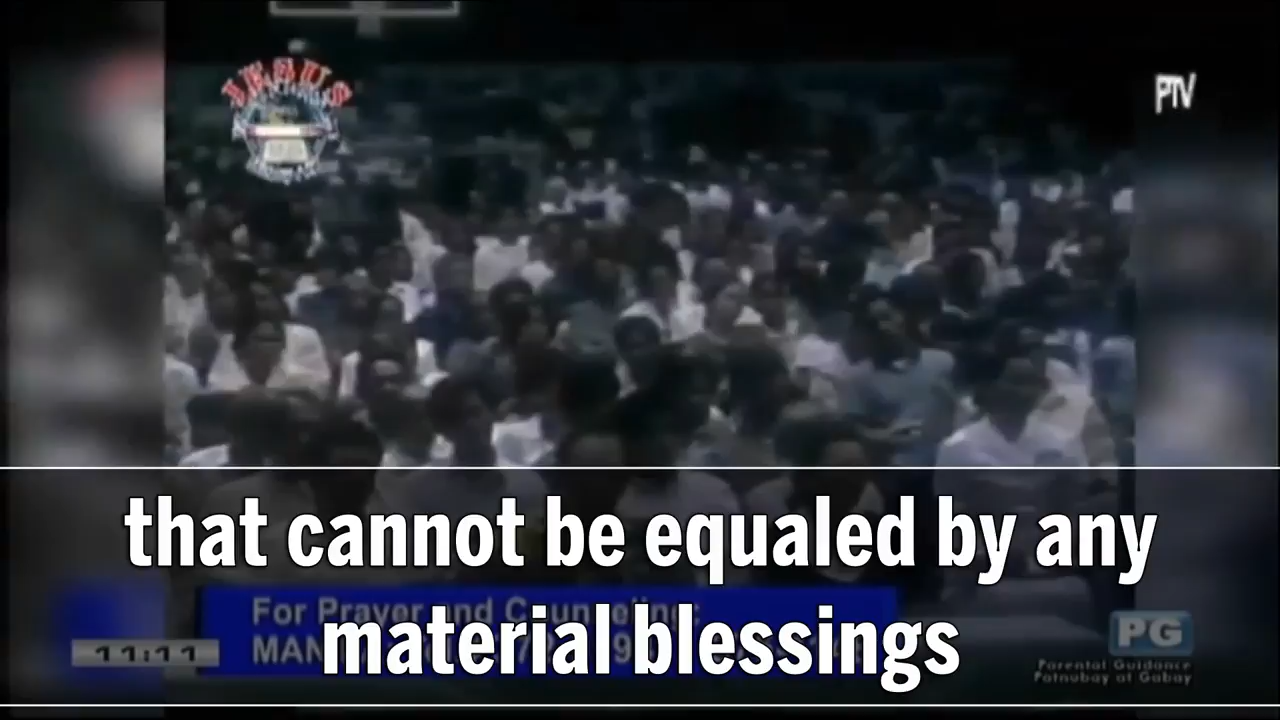 JESUS
PTV
that cannot be equaled by any
material blessings
For Prayer and Counseling:
11:11
PG
Parental Guidance
Patnubay at Gabay